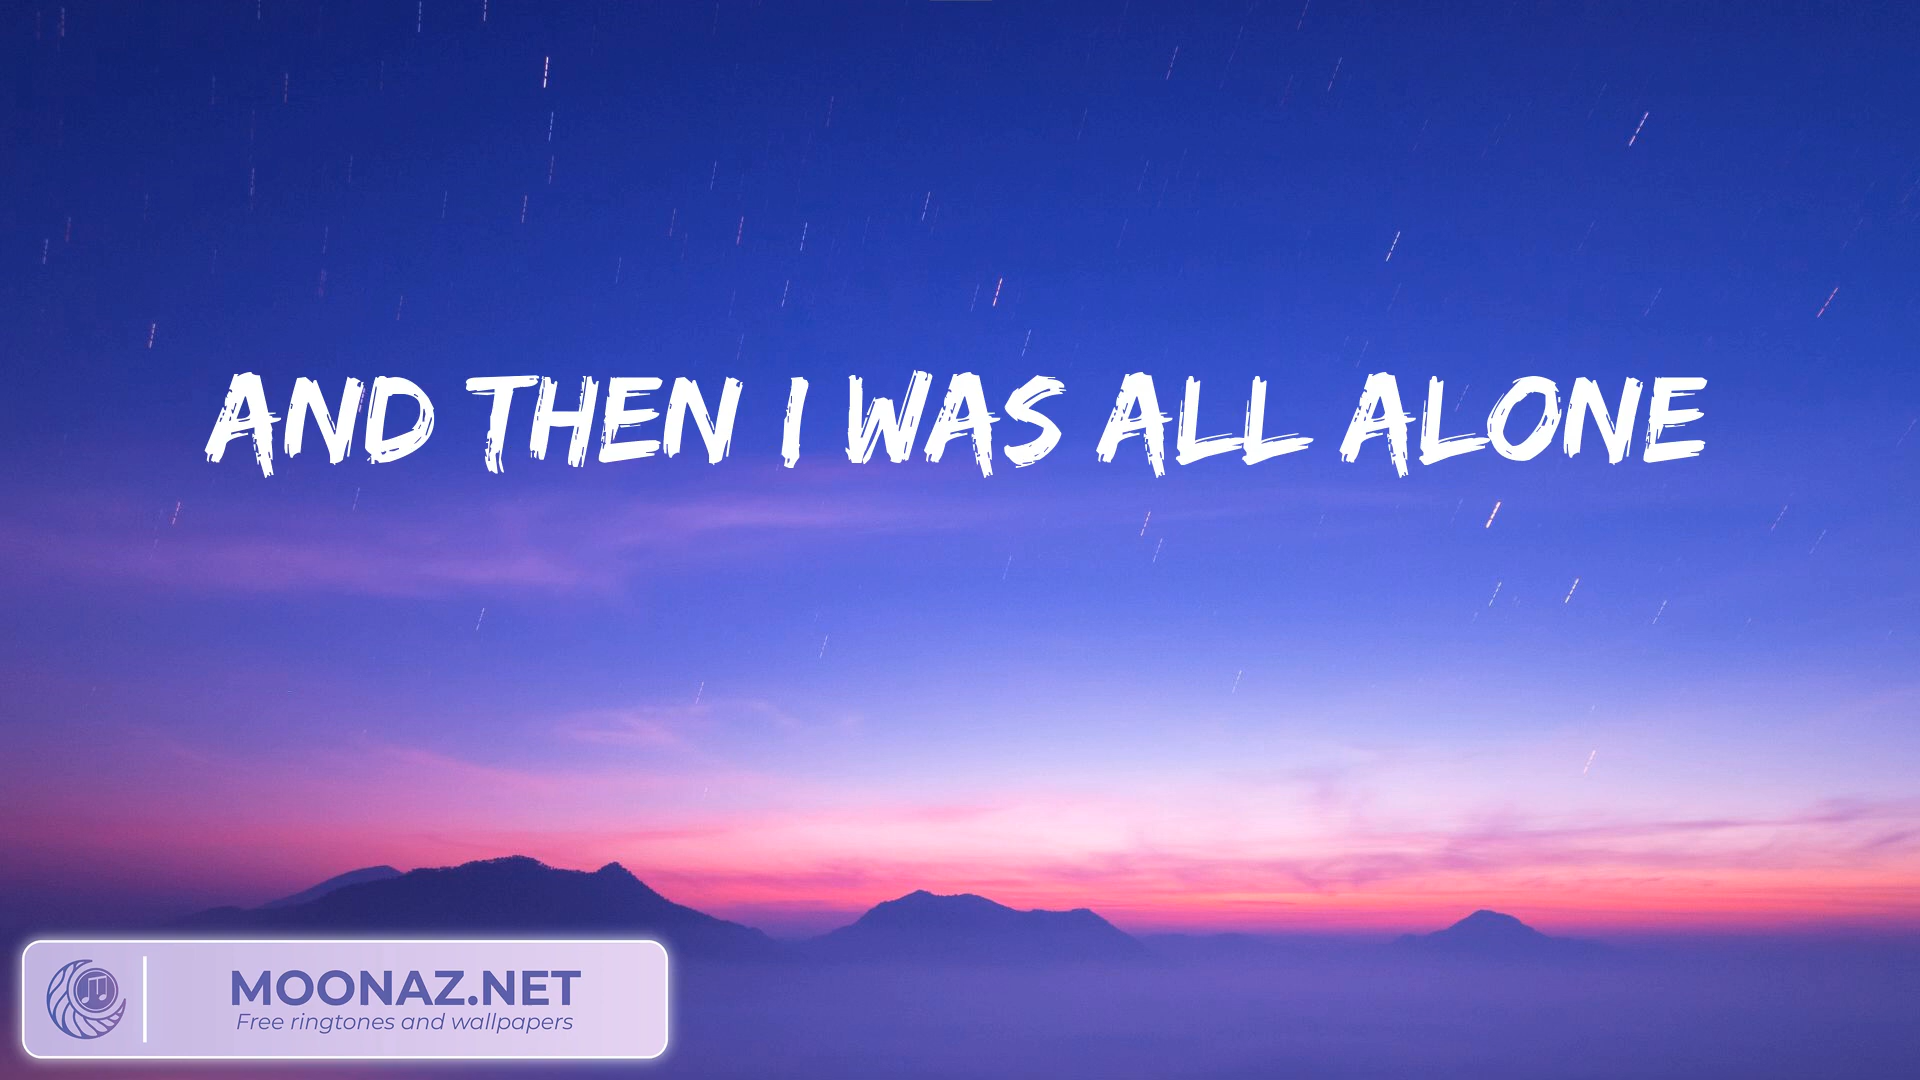 AND THEN I WAS ALL ALONE
MOONAZ.NET
Free ringtones and wallpapers